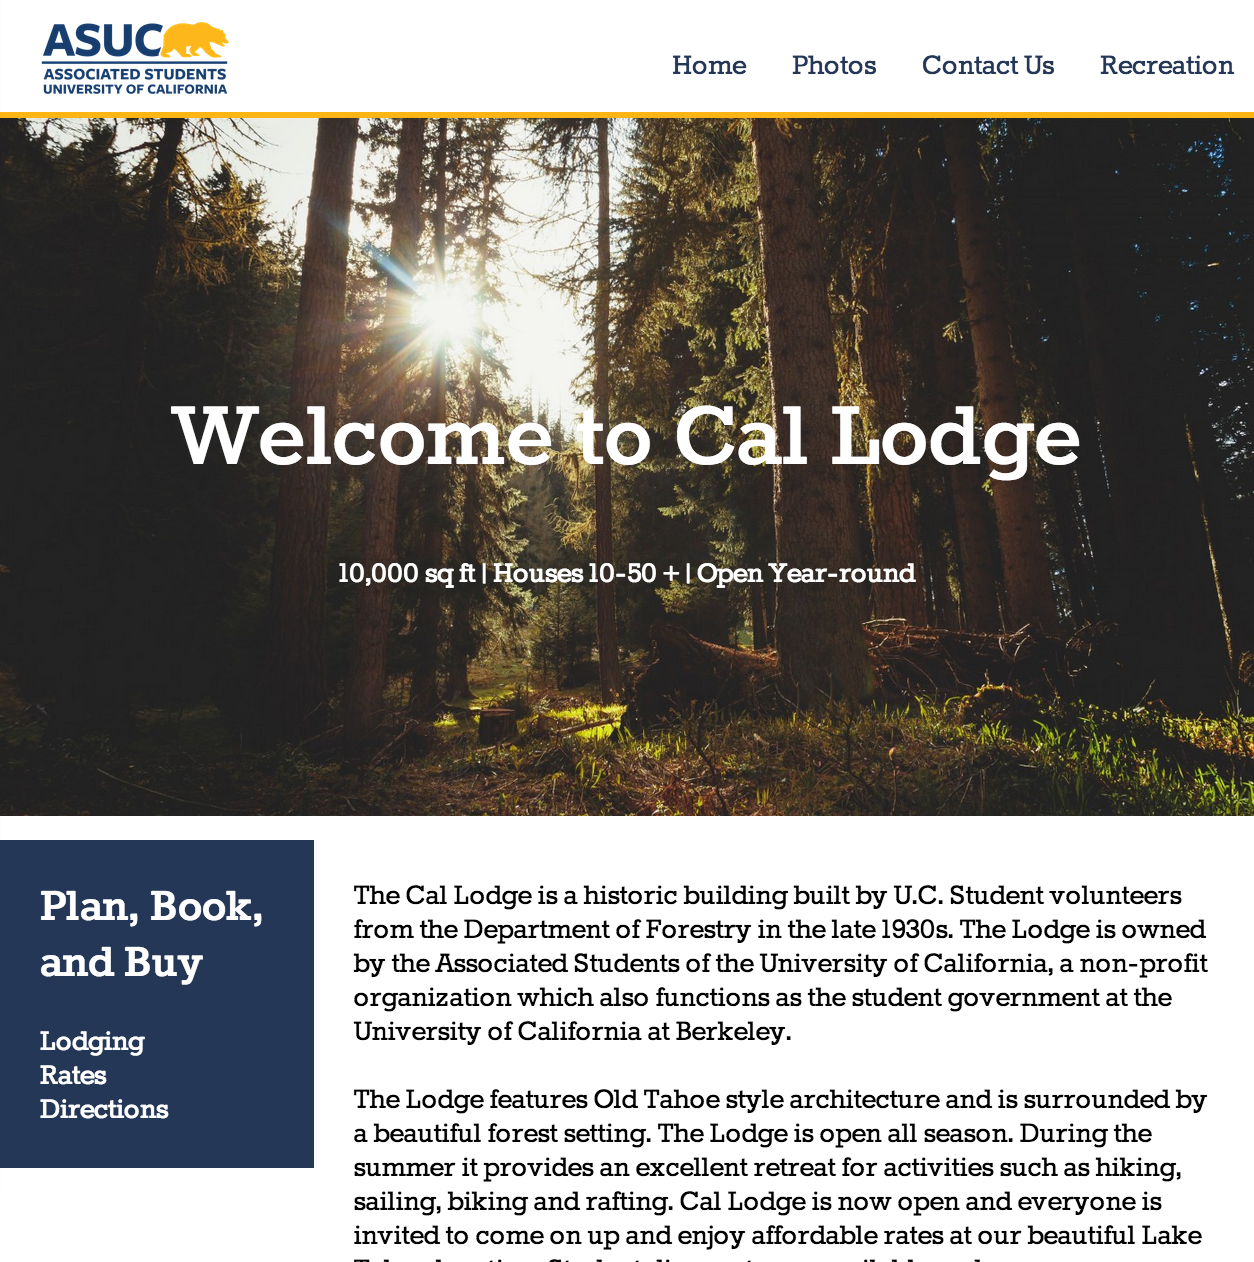 ASUC
ASSOCIATED STUDENTS
UNIVERSITY OF CALIFORNIA
Home
Photos
Contact Us
Recreation
Welcome to Cal Lodge
10,000 sq ft | Houses 10-50 + | Open Year-round
Plan, Book,
and Buy
Lodging
Rates
Directions
The Cal Lodge is a historic building built by U.C. Student volunteers
from the Department of Forestry in the late 1930s. The Lodge is owned
by the Associated Students of the University of California, a non-profit
organization which also functions as the student government at the
University of California at Berkeley.
The Lodge features Old Tahoe style architecture and is surrounded by
a beautiful forest setting. The Lodge is open all season. During the
summer it provides an excellent retreat for activities such as hiking,
sailing, biking and rafting. Cal Lodge is now open and everyone is
invited to come on up and enjoy affordable rates at our beautiful Lake